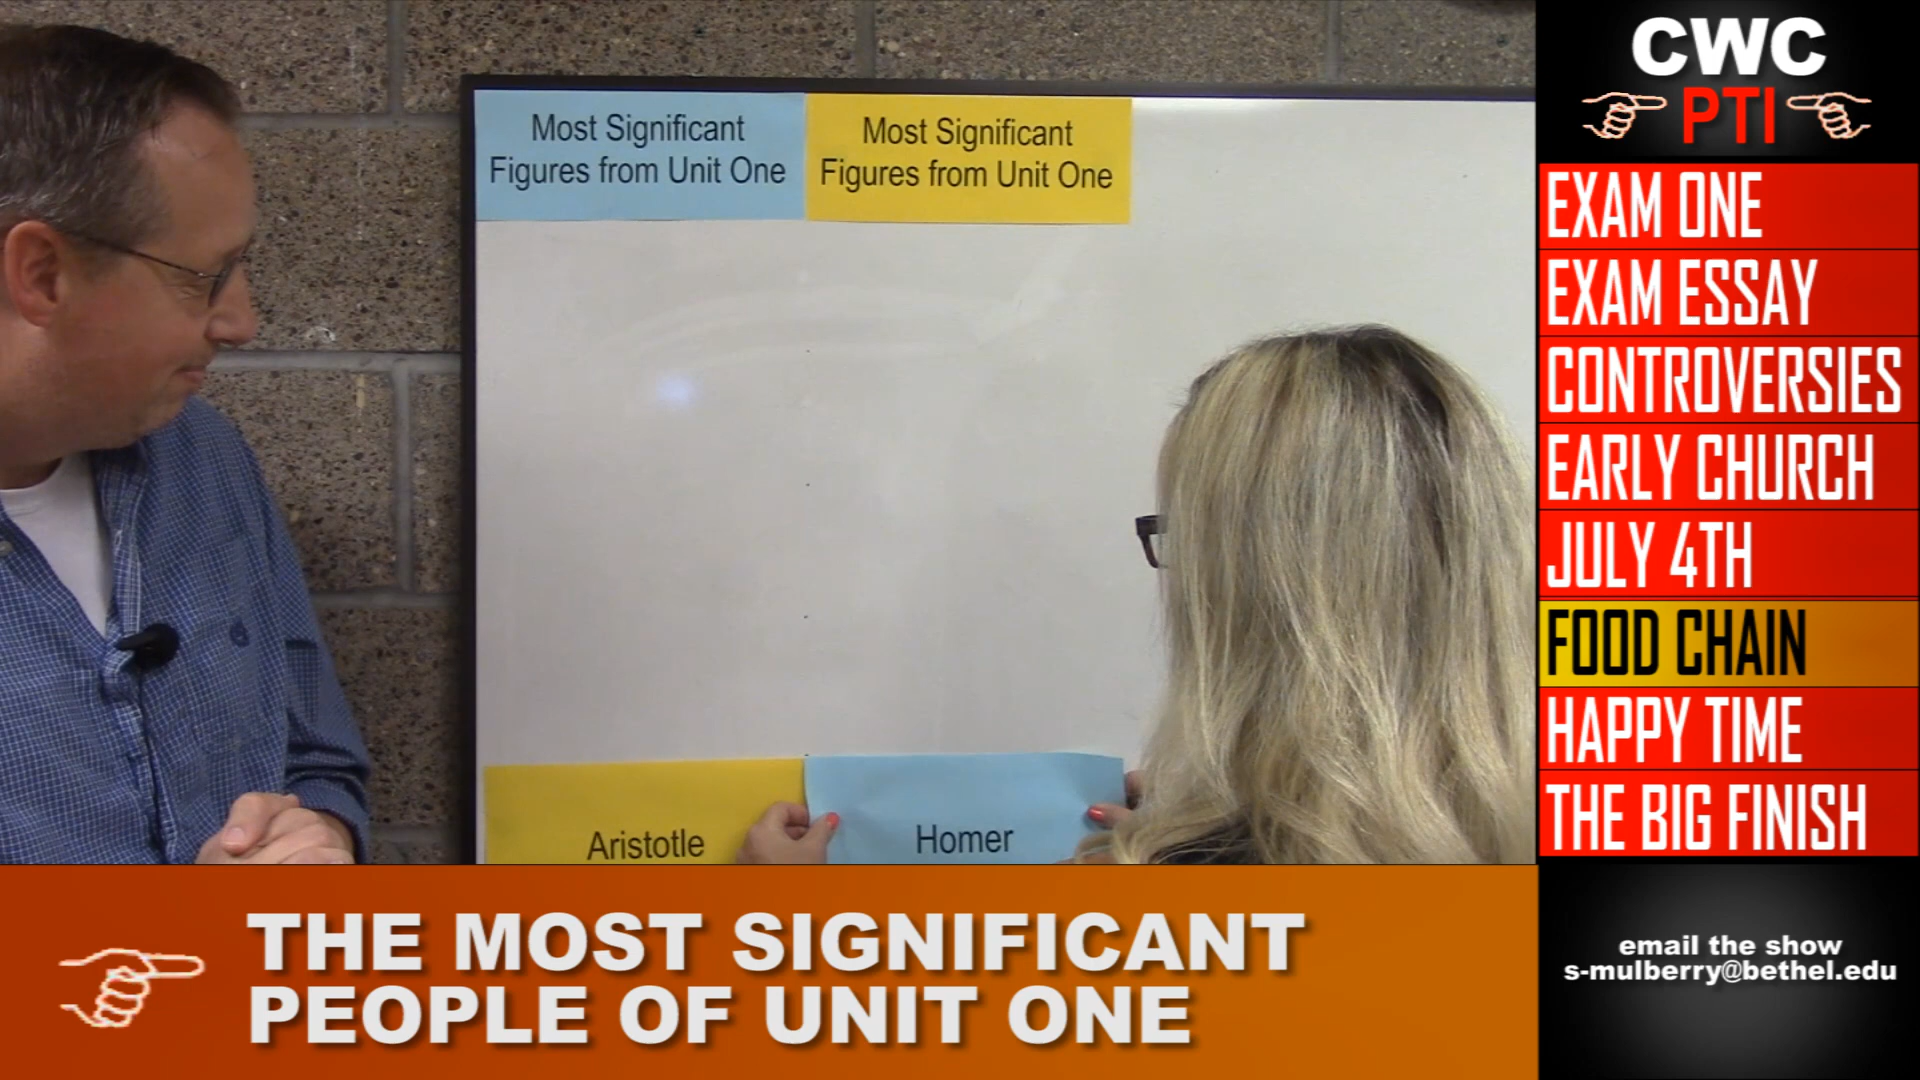 Most Significant
Figures from Unit One
Most Significant
Figures from Unit One
Aristotle
Homer
THE MOST SIGNIFICANT
PEOPLE OF UNIT ONE
CWC
PTI
EXAM ONE
EXAM ESSAY
CONTROVERSIES
EARLY CHURCH
JULY 4TH
FOOD CHAIN
HAPPY TIME
THE BIG FINISH
email the show
s-mulberry@bethel.edu